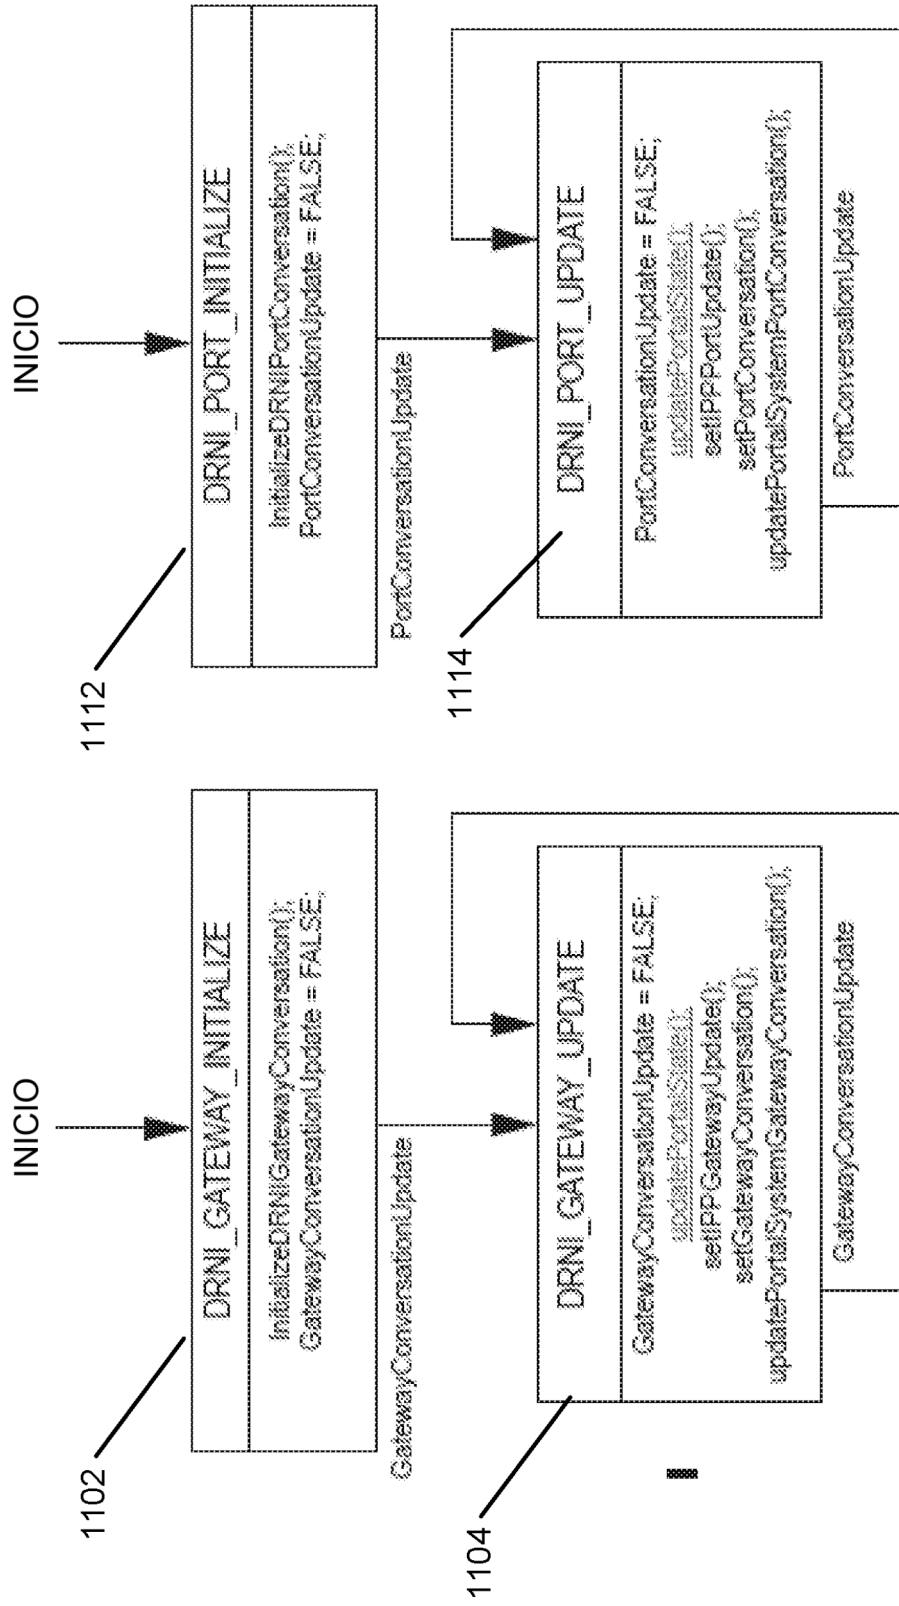 INICIO
1102
DRNI_GATEWAY_INITIALIZE
InitializeDRNIGatewayConversation();
GatewayConversationUpdate = FALSE;
GatewayConversationUpdate
1104
DRNI_GATEWAY_UPDATE
GatewayConversationUpdate = FALSE;
updatePortalState();
setIPPGatewayUpdate();
setGatewayConversation();
updatePortalSystemGatewayConversation();
GatewayConversationUpdate
INICIO
1112
DRNI_PORT_INITIALIZE
InitializeDRNIPortConversation();
PortConversationUpdate = FALSE;
PortConversationUpdate
1114
DRNI_PORT_UPDATE
PortConversationUpdate = FALSE;
updatePortalState();
setIPPPortUpdate();
setPortConversation();
updatePortalSystemPortConversation();
PortConversationUpdate